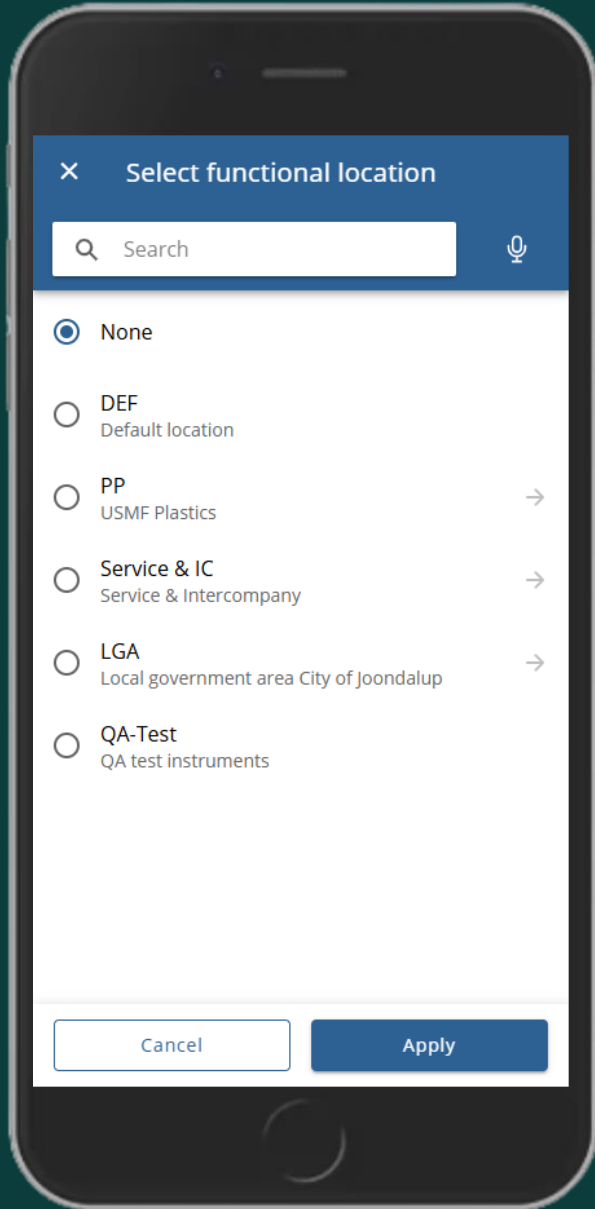 Select functional location
Search
None
DEF
Default location
PP
USMF Plastics
Service & IC
Service & Intercompany
LGA
Local government area City of Joondalup
QA-Test
QA test instruments
Cancel
Apply